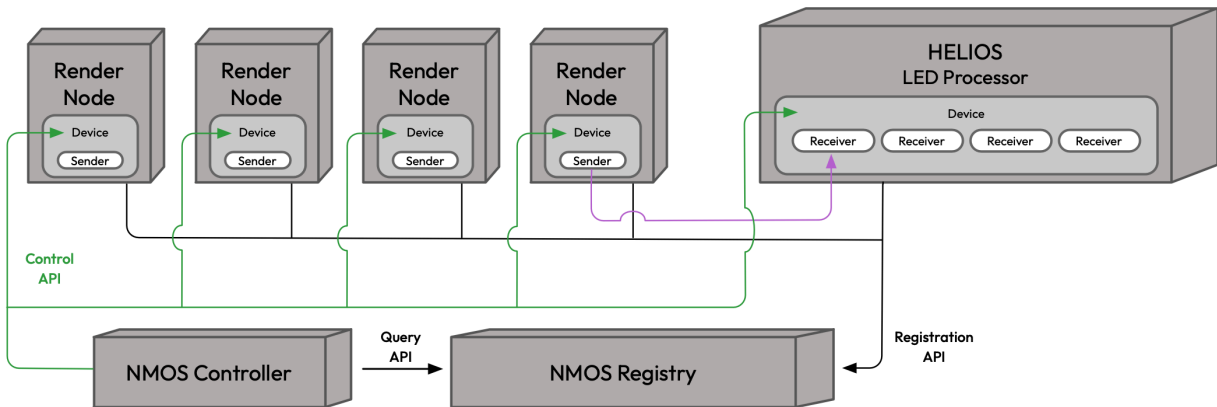 Render
Node
Device
Sender
Render
Node
Device
Sender
Render
Node
Device
Sender
Render
Node
Device
Sender
HELIOS
LED Processor
Device
Receiver
Receiver
Receiver
Receiver
Control
API
NMOS Controller
Query
API
NMOS Registry
Registration
API